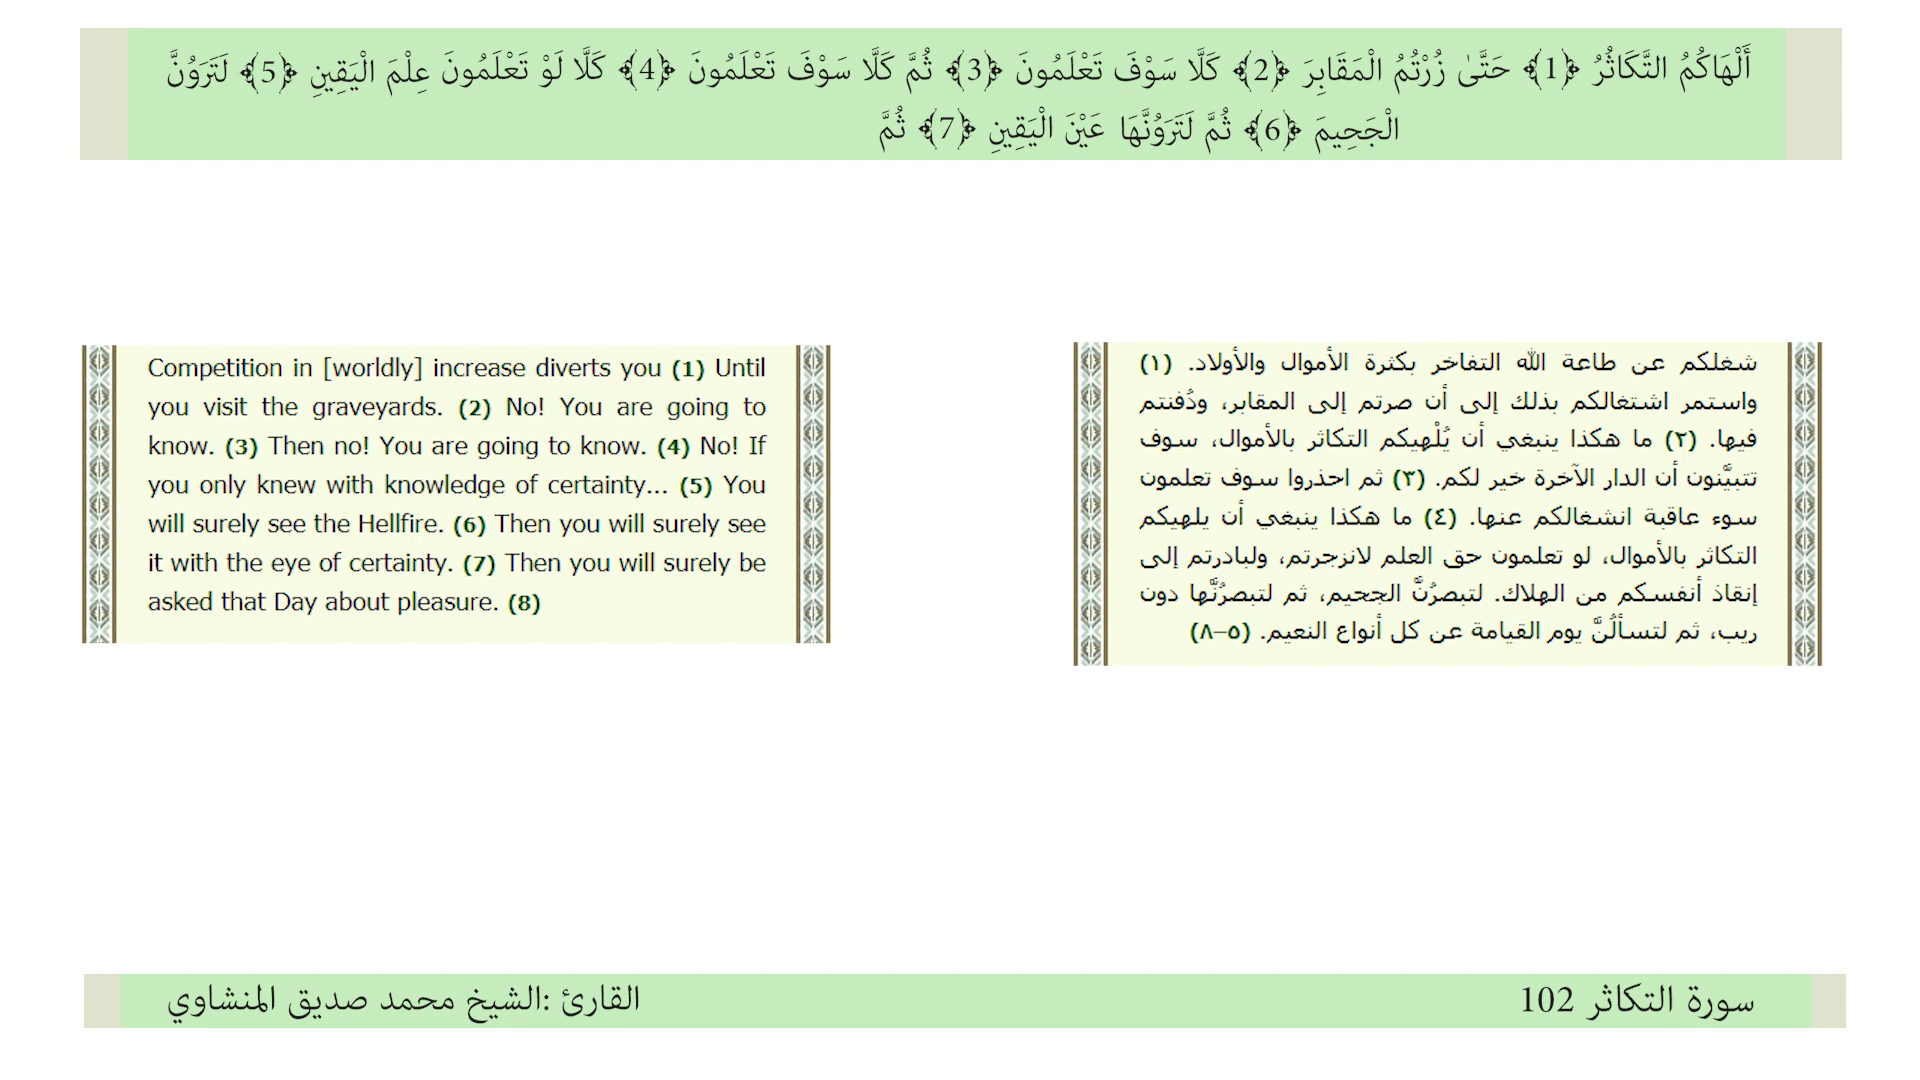 أَلْهَاكُمُ التَّكَاثُرُ ﴿1﴾ حَتَّىٰ زُرْتُمُ الْمَقَابِرَ ﴿2﴾ كَلَّا سَوْفَ تَعْلَمُونَ ﴿3﴾ ثُمَّ كَلَّا سَوْفَ تَعْلَمُونَ ﴿4﴾ كَلَّا لَوْ تَعْلَمُونَ عِلْمَ الْيَقِينِ ﴿5﴾ لَتَرَوُنَّ
الْجَحِيمَ ﴿6﴾ ثُمَّ لَتَرَوُنَّهَا عَيْنَ الْيَقِينِ ﴿7﴾ ثُمَّ
Competition in [worldly] increase diverts you (1) Until
you visit the graveyards. (2) No! You are going to
know. (3) Then no! You are going to know. (4) No! If
you only knew with knowledge of certainty... (5) You
will surely see the Hellfire. (6) Then you will surely see
it with the eye of certainty. (7) Then you will surely be
asked that Day about pleasure. (8)
شغلكم عن طاعة الله التفاخر بكثرة الأموال والأولاد. (١)
واستمر اشتغالكم بذلك إلى أن صرتم إلى المقابر، ودُفنتم
فيها. (٢) ما هكذا ينبغي أن يُلْهيكم التكاثر بالأموال، سوف
تتبيَّنون أن الدار الآخرة خير لكم. (٣) ثم احذروا سوف تعلمون
سوء عاقبة انشغالكم عنها. (٤) ما هكذا ينبغي أن يلهيكم
التكاثر بالأموال، لو تعلمون حق العلم لانزجرتم، ولبادرتم إلى
إنقاذ أنفسكم من الهلاك. لتبصرُنَّ الجحيم، ثم لتبصرُنَّها دون
ريب، ثم لتسألُنَّ يوم القيامة عن كل أنواع النعيم. (٥–٨)
سورة التكاثر 102
القارئ :الشيخ محمد صديق المنشاوي